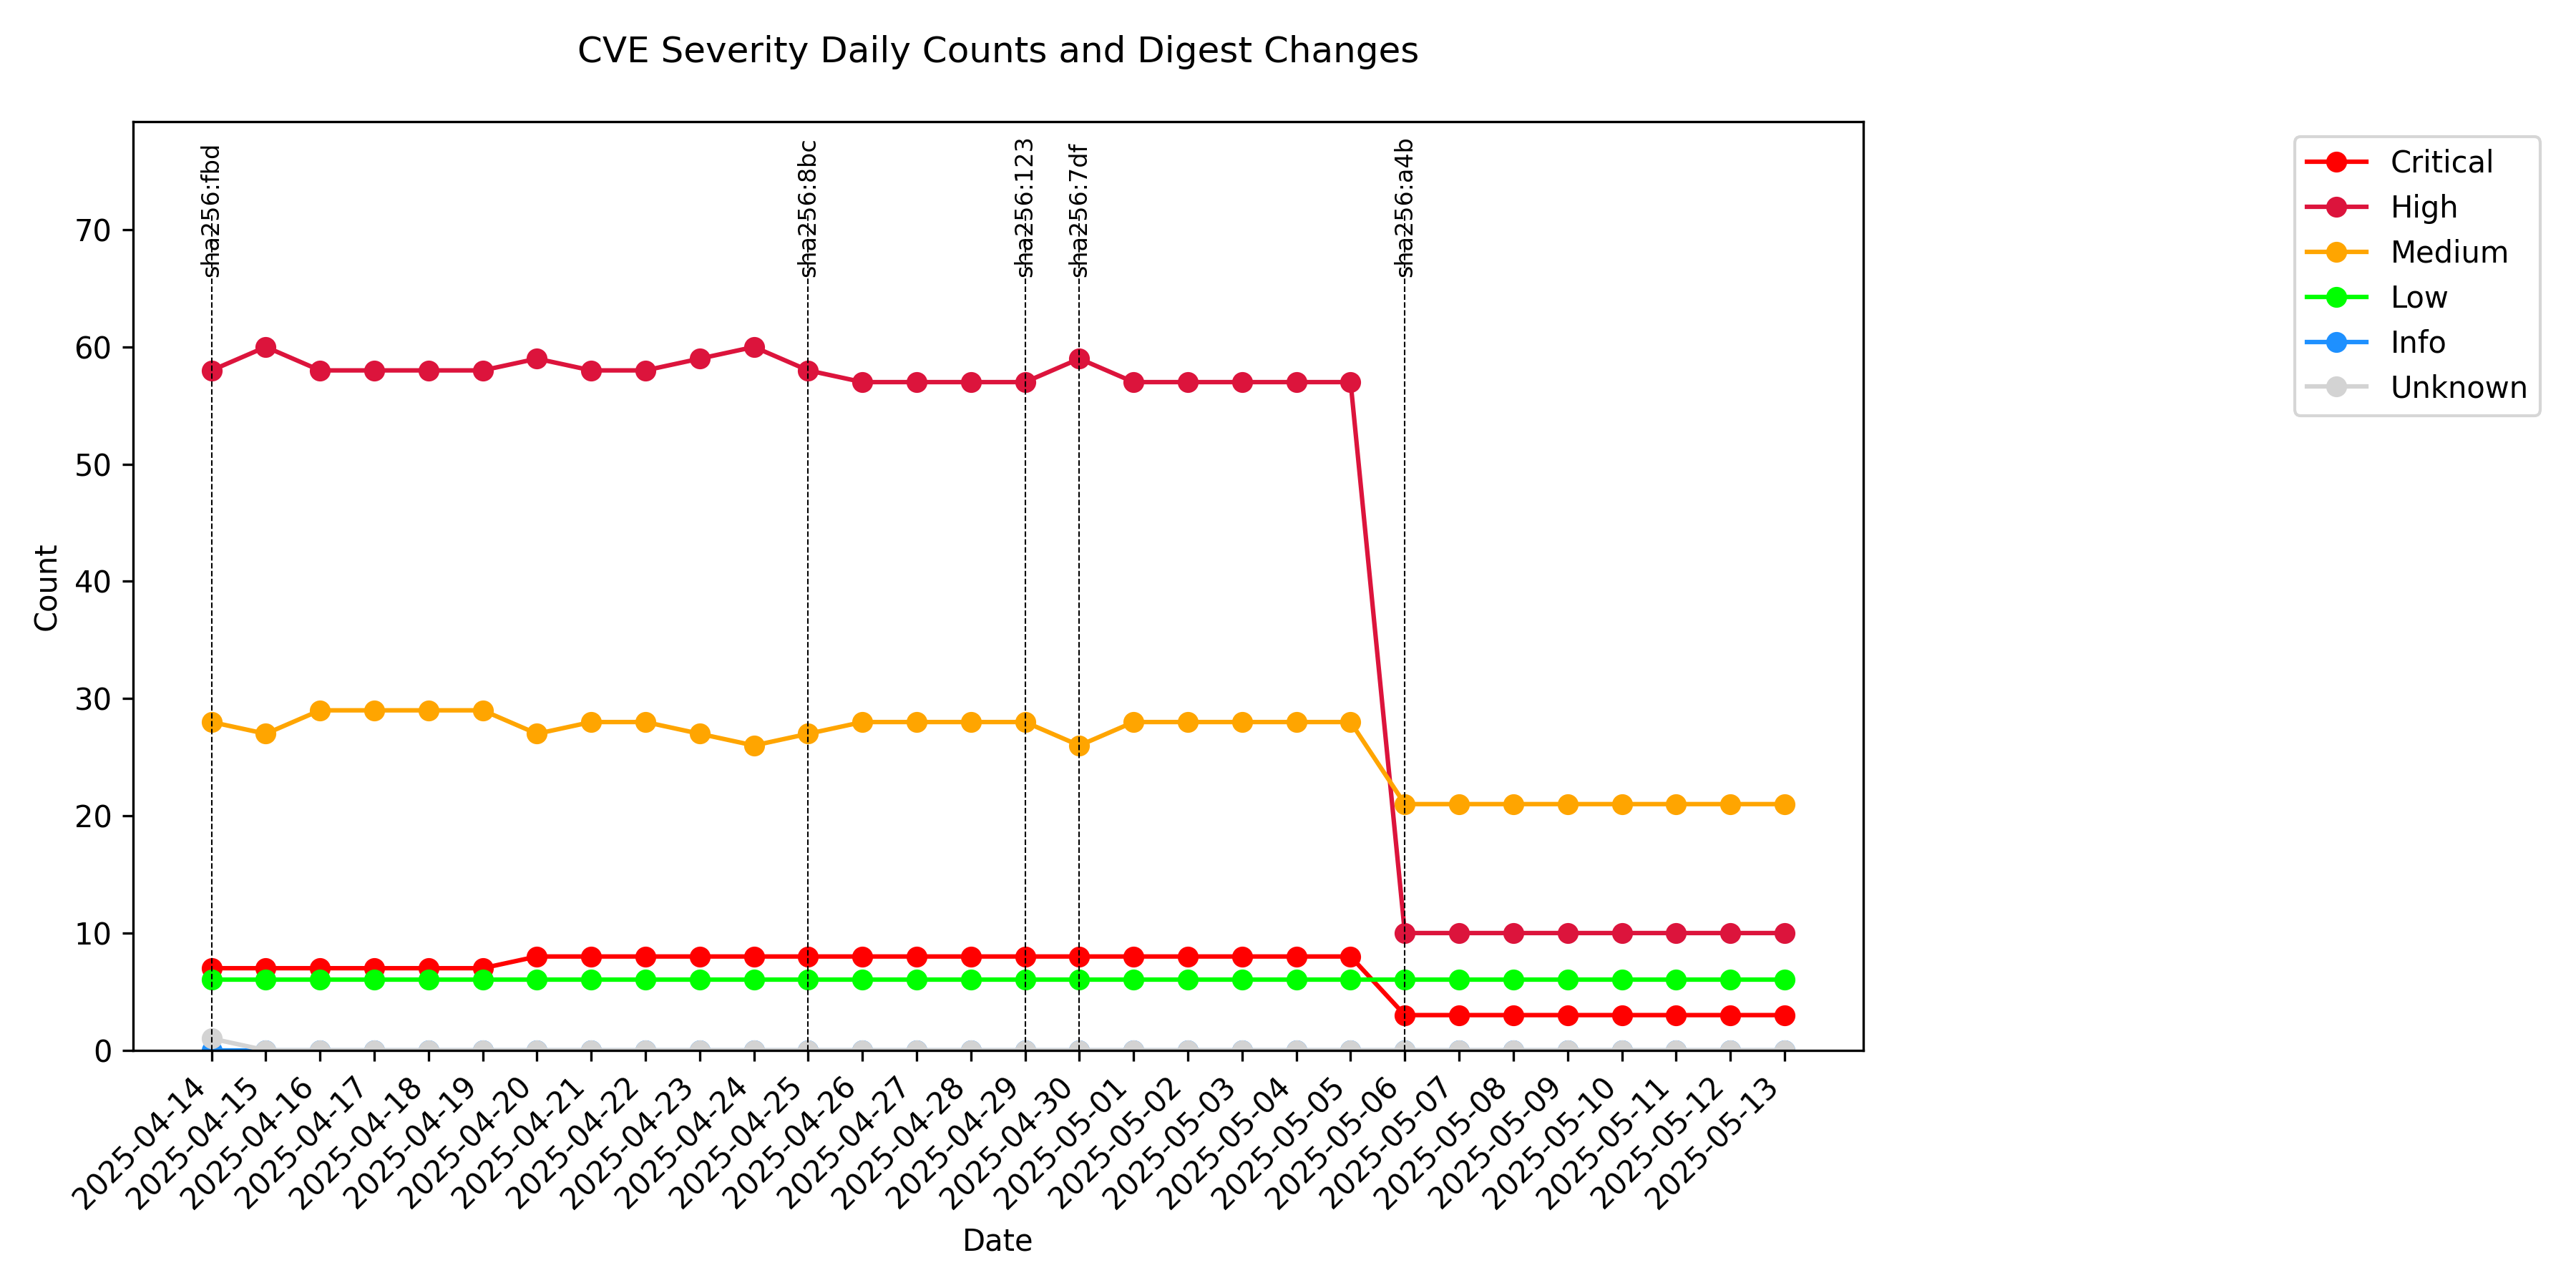 CVE Severity Daily Counts and Digest Changes
sha256:fbd
sha256:8bc
sha256:123
sha256:7df
sha256:a4b
Critical
High
Medium
Low
Info
Unknown
Count
70
60
50
40
30
20
10
0
2025-04-14
2025-04-15
2025-04-16
2025-04-17
2025-04-18
2025-04-19
2025-04-20
2025-04-21
2025-04-22
2025-04-23
2025-04-24
2025-04-25
2025-04-26
2025-04-27
2025-04-28
2025-04-29
2025-04-30
2025-05-01
2025-05-02
2025-05-03
2025-05-04
2025-05-05
2025-05-06
2025-05-07
2025-05-08
2025-05-09
2025-05-10
2025-05-11
2025-05-12
2025-05-13
Date